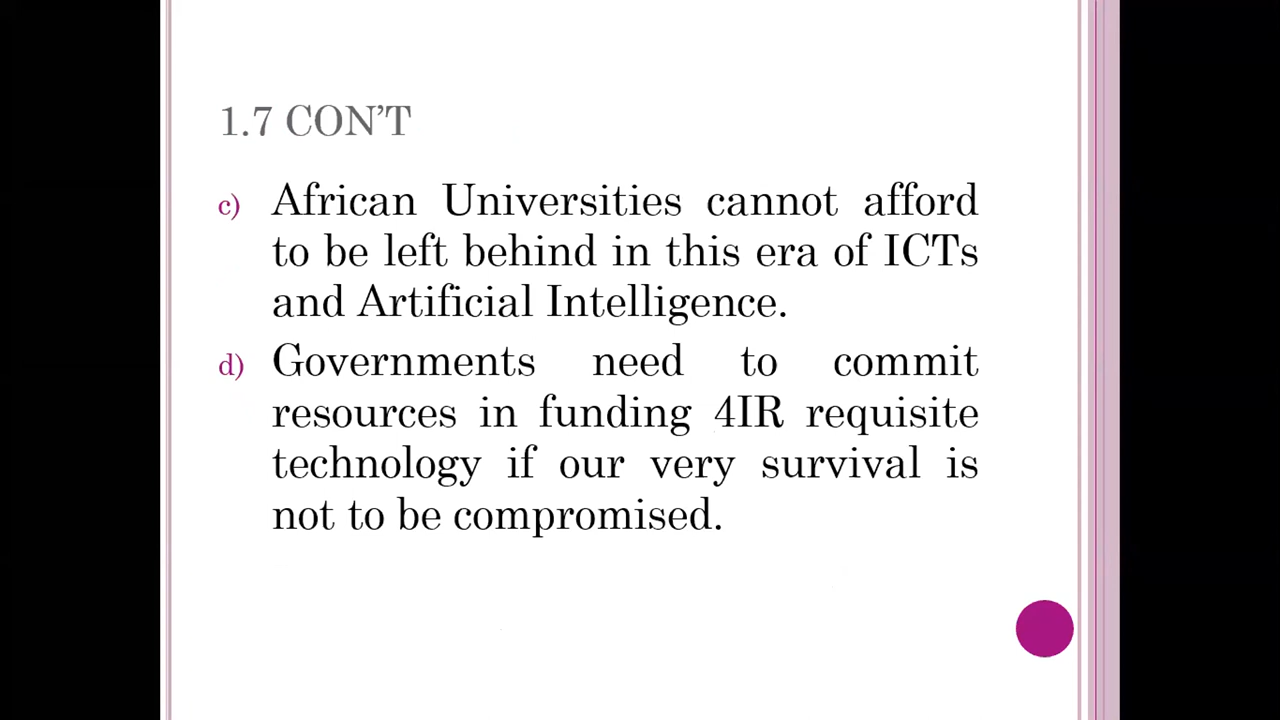 1.7 CON’T
c) African Universities cannot afford
to be left behind in this era of ICTs
and Artificial Intelligence.
d) Governments need to commit
resources in funding 4IR requisite
technology if our very survival is
not to be compromised.